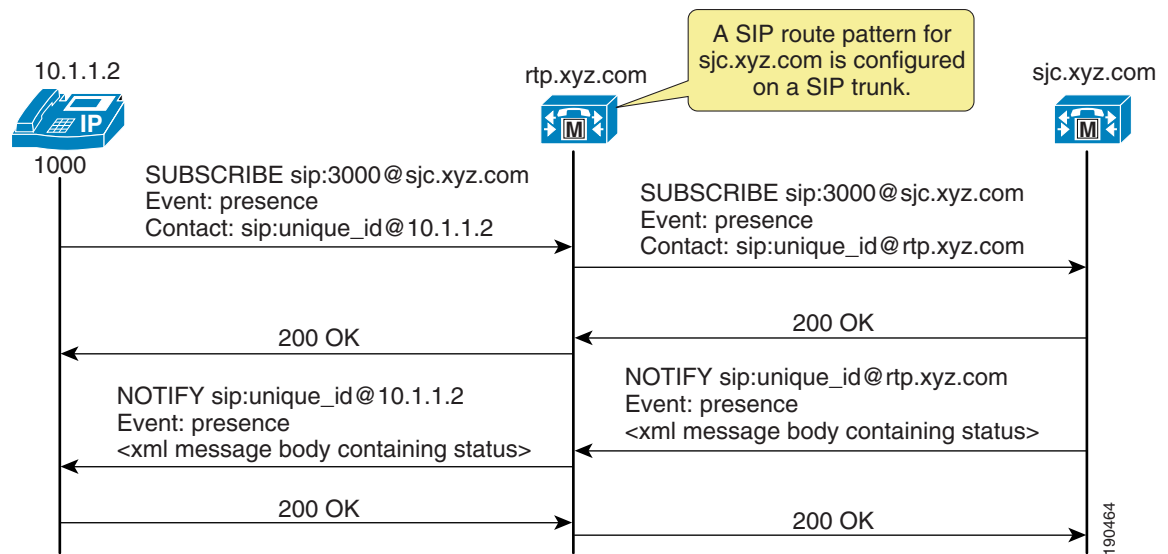 A SIP route pattern for
sjc.xyz.com is configured
on a SIP trunk.
10.1.1.2
rtp.xyz.com
sjc.xyz.com
IP
M
M
1000
SUBSCRIBE sip:3000@sjc.xyz.com
Event: presence
Contact: sip:unique_id@10.1.1.2
SUBSCRIBE sip:3000@sjc.xyz.com
Event: presence
Contact: sip:unique_id@rtp.xyz.com
200 OK
200 OK
NOTIFY sip:unique_id@10.1.1.2
Event: presence
<xml message body containing status>
NOTIFY sip:unique_id@rtp.xyz.com
Event: presence
<xml message body containing status>
200 OK
200 OK
190464